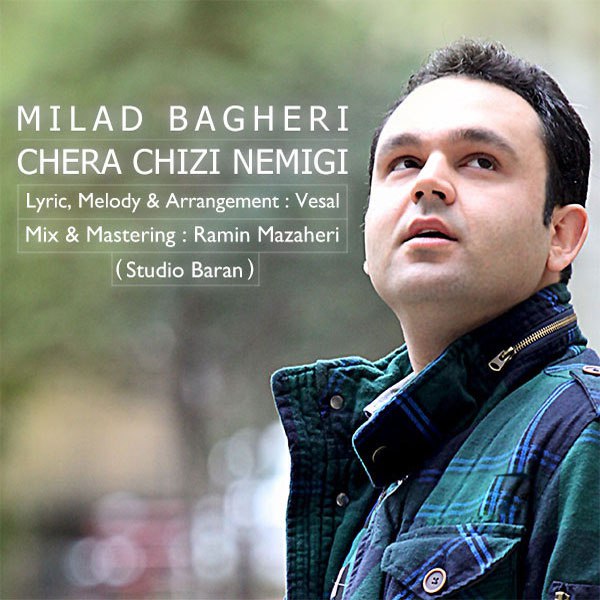 MILAD BAGHERI
CHERA CHIZI NEMIGI
Lyric, Melody & Arrangement : Vesal
Mix & Mastering : Ramin Mazaheri
( Studio Baran )